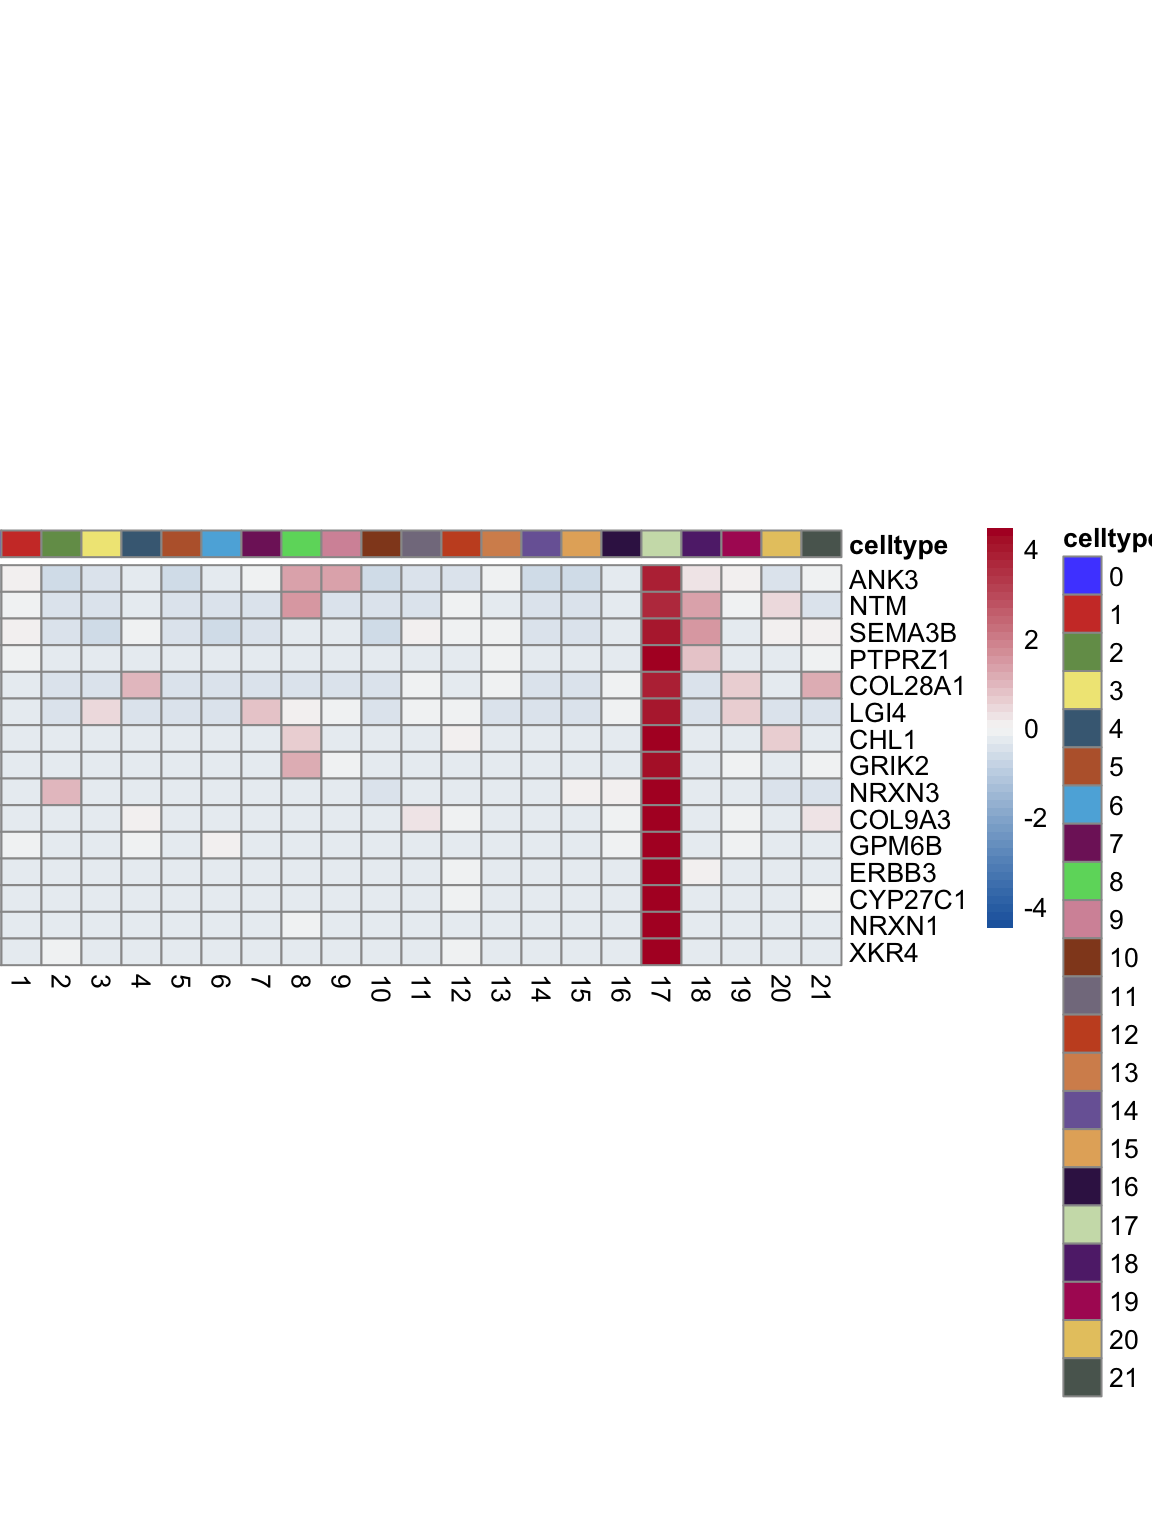 celltype
ANK3
NTM
SEMA3B
PTPRZ1
COL28A1
LGI4
CHL1
GRIK2
NRXN3
COL9A3
GPM6B
ERBB3
CYP27C1
NRXN1
XKR4
1 2 3 4 5 6 7 8 9 10 11 12 13 14 15 16 17 18 19 20 21
4
2
0
-2
-4
celltype
0
1
2
3
4
5
6
7
8
9
10
11
12
13
14
15
16
17
18
19
20
21